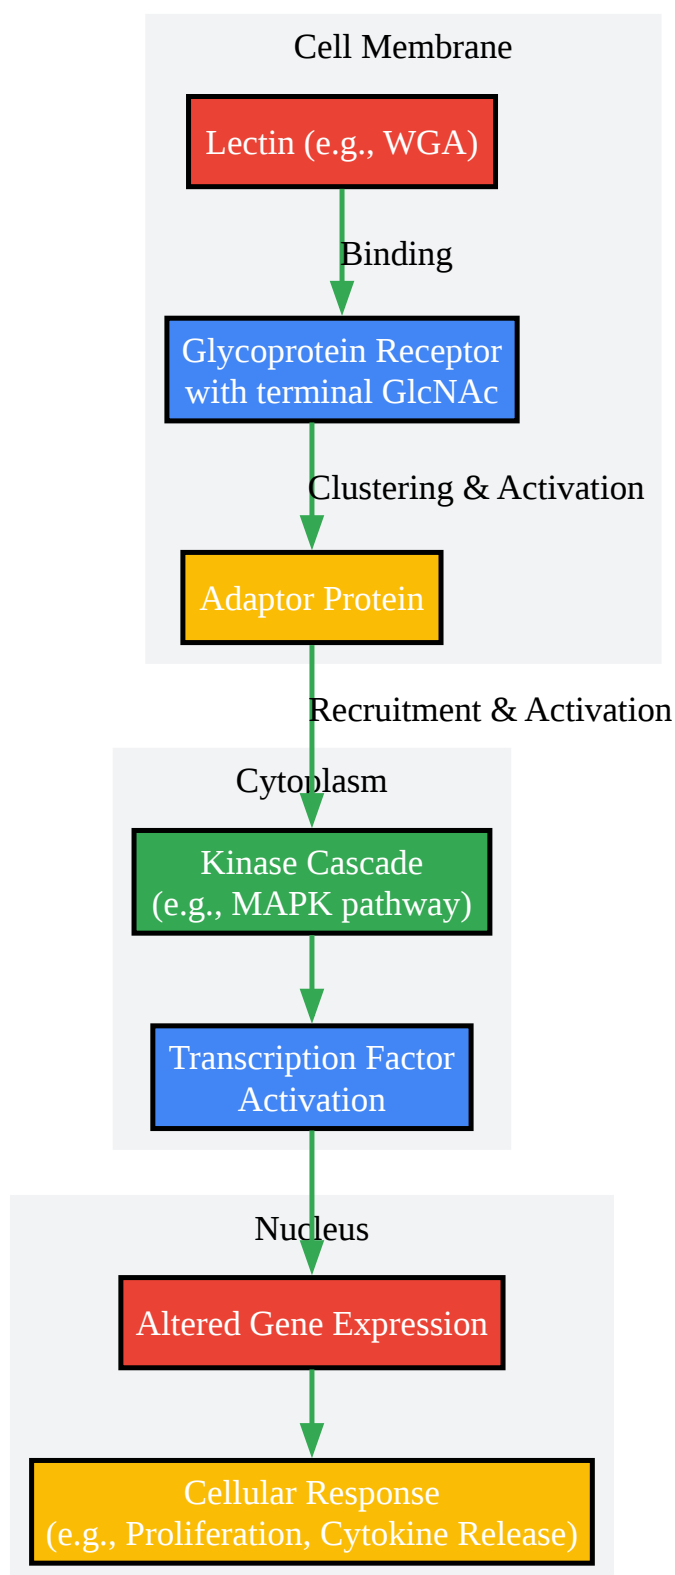 Cell Membrane
Lectin (e.g., WGA)
Binding
Glycoprotein Receptor
with terminal GlcNAc
Clustering & Activation
Adaptor Protein
Recruitment & Activation
Cytoplasm
Kinase Cascade
(e.g., MAPK pathway)
Transcription Factor
Activation
Nucleus
Altered Gene Expression
Cellular Response
(e.g., Proliferation, Cytokine Release)